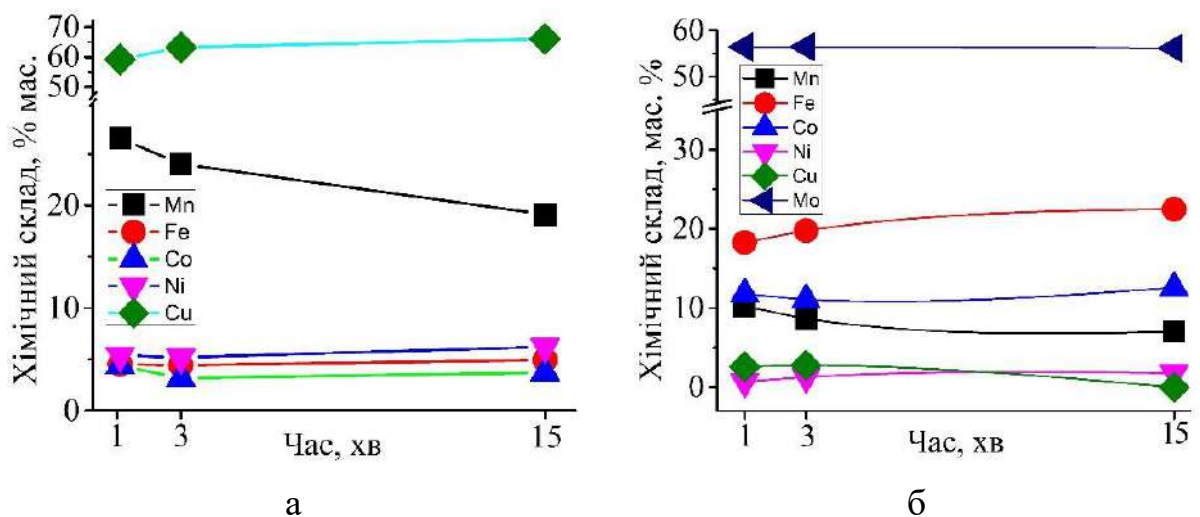 Хімічний склад, % мас.
70
60
50
20
10
0
Mn
Fe
Co
Ni
Cu
1
3
15
Час, хв
а
Хімічний склад, мас. %
60
50
30
20
10
0
Mn
Fe
Co
Ni
Cu
Mo
1
3
15
Час, хв
б